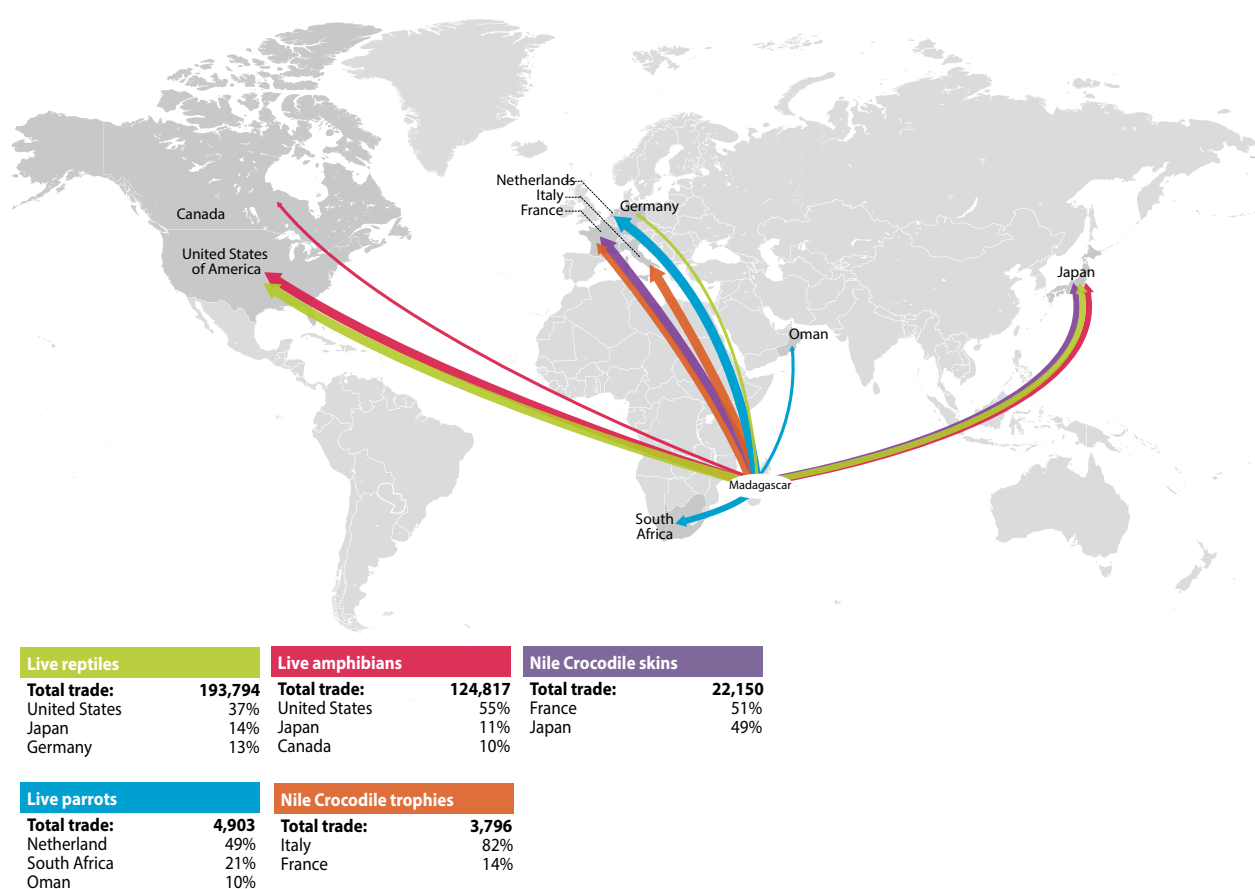 Netherlands
Italy
France
Germany
Canada
United States
of America
Japan
Oman
Madagascar
South
Africa
Live reptiles
Total trade: 193,794
United States 37%
Japan 14%
Germany 13%
Live amphibians
Total trade: 124,817
United States 55%
Japan 11%
Canada 10%
Nile Crocodile skins
Total trade: 22,150
France 51%
Japan 49%
Live parrots
Total trade: 4,903
Netherland 49%
South Africa 21%
Oman 10%
Nile Crocodile trophies
Total trade: 3,796
Italy 82%
France 14%